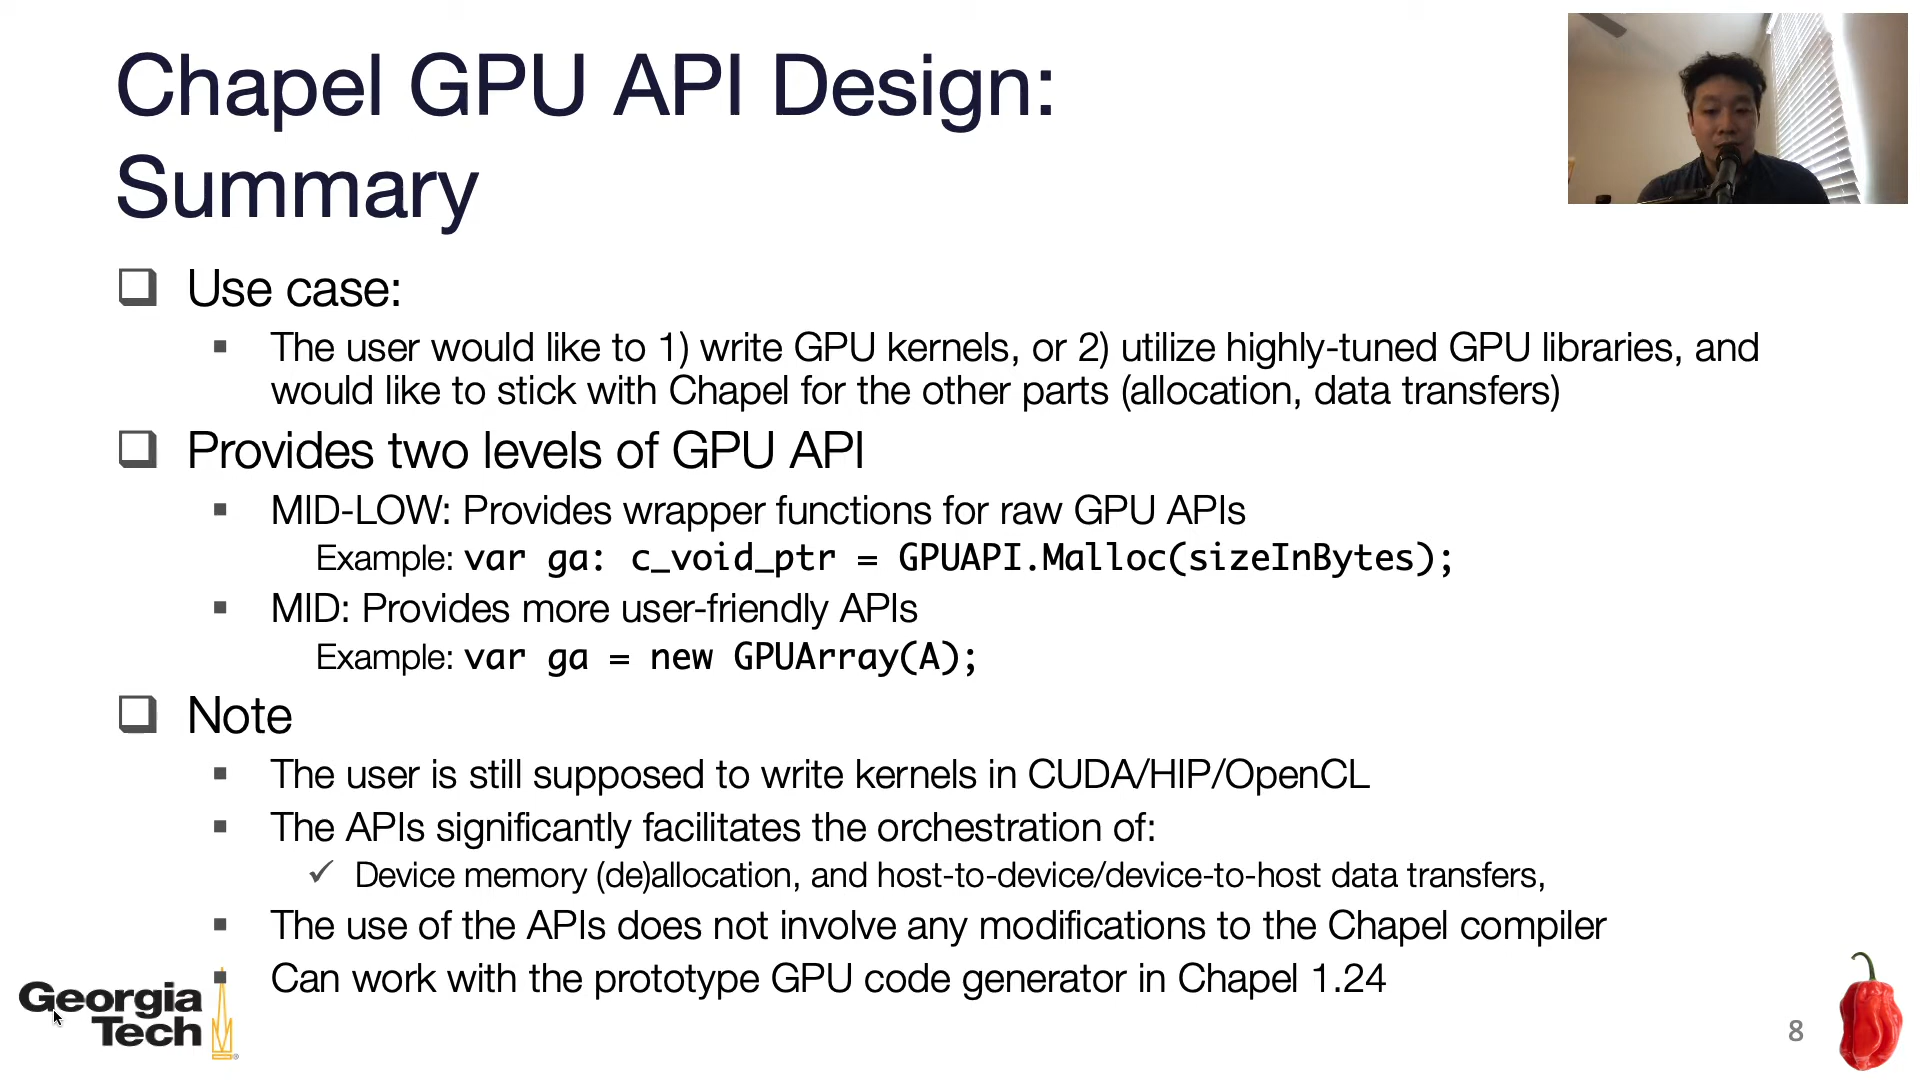 Chapel GPU API Design:
Summary
Use case:
The user would like to 1) write GPU kernels, or 2) utilize highly-tuned GPU libraries, and
would like to stick with Chapel for the other parts (allocation, data transfers)
Provides two levels of GPU API
MID-LOW: Provides wrapper functions for raw GPU APIs
Example: var ga: c_void_ptr = GPUAPI.Malloc(sizeInBytes);
MID: Provides more user-friendly APIs
Example: var ga = new GPUArray(A);
Note
The user is still supposed to write kernels in CUDA/HIP/OpenCL
The APIs significantly facilitates the orchestration of:
Device memory (de)allocation, and host-to-device/device-to-host data transfers,
The use of the APIs does not involve any modifications to the Chapel compiler
Can work with the prototype GPU code generator in Chapel 1.24
Georgia
Tech
8